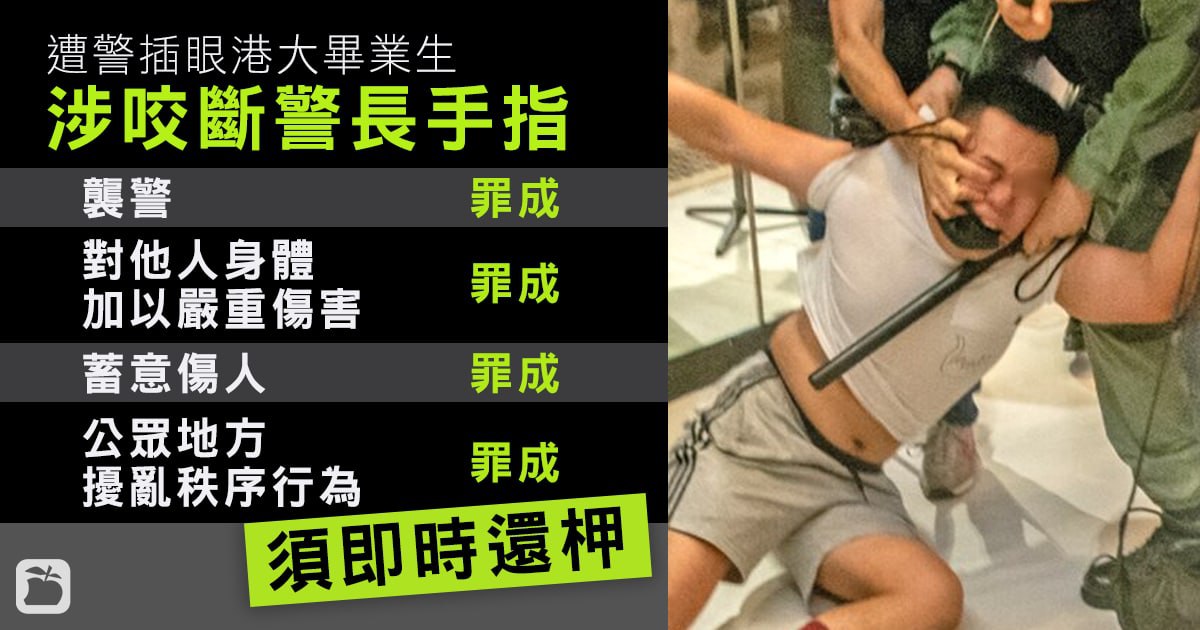 遭警插眼港大畢業生
涉咬斷警長手指
襲警 罪成
對他人身體
加以嚴重傷害 罪成
蓄意傷人 罪成
公眾地方
擾亂秩序行為 罪成
須即時還柙